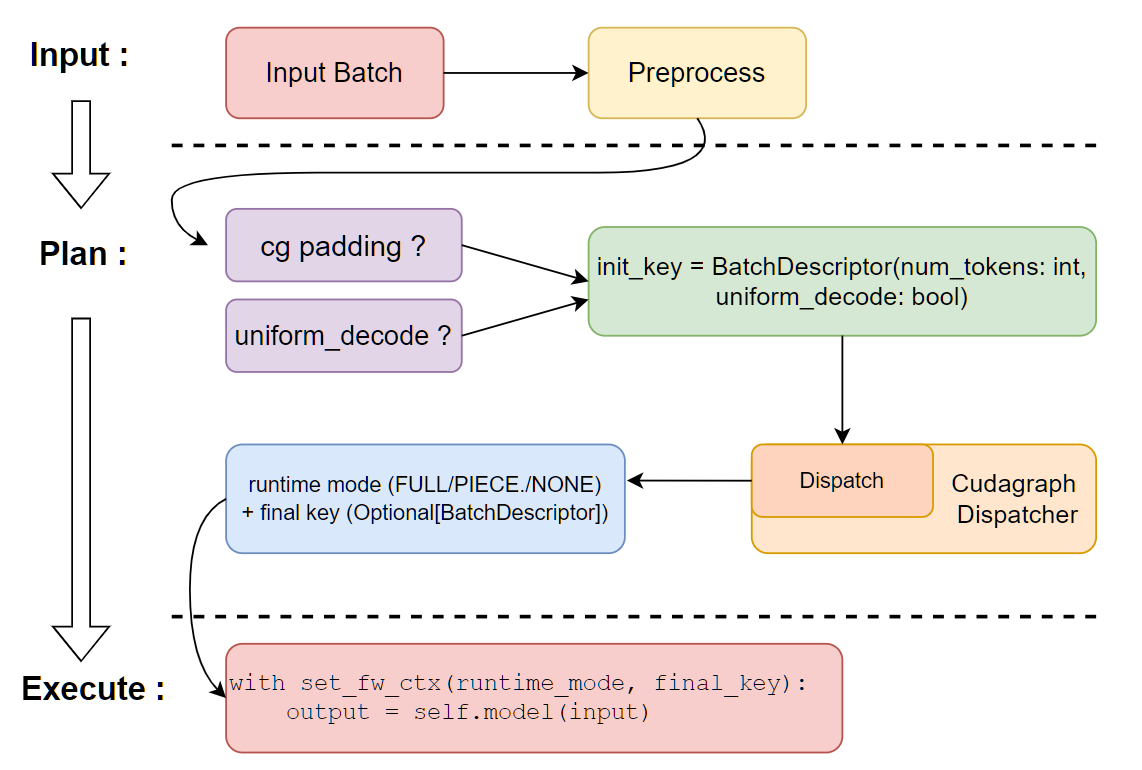 Input :
Input Batch
Preprocess
Plan :
cg padding ?
uniform_decode ?
init_key = BatchDescriptor(num_tokens: int,
uniform_decode: bool)
Dispatch
Cudagraph
Dispatcher
runtime mode (FULL/PIECE./NONE)
+ final key (Optional[BatchDescriptor])
Execute :
with set_fw_ctx(runtime_mode, final_key):
    output = self.model(input)